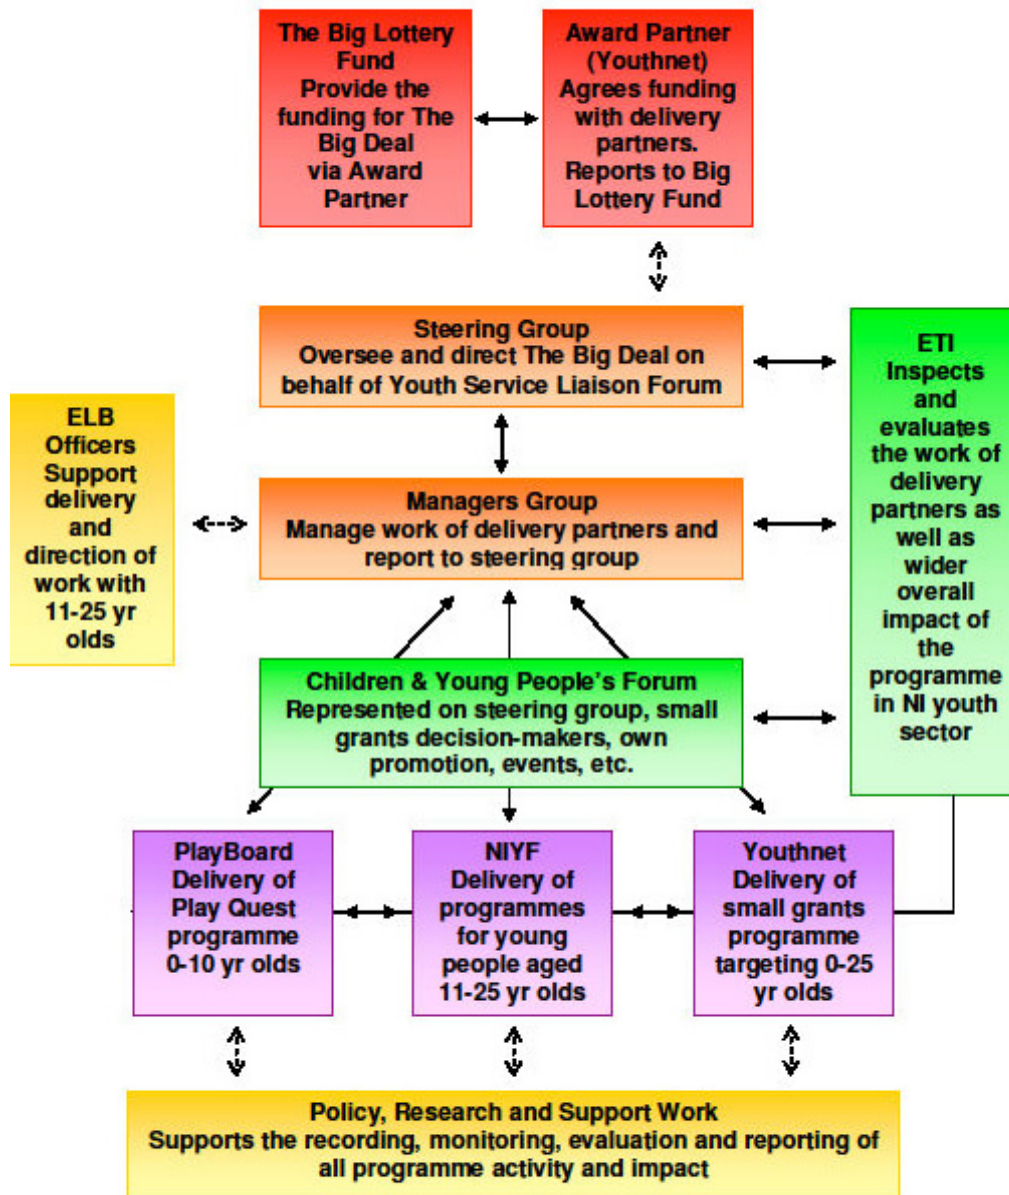 The Big Lottery
Fund
Provide the
funding for The
Big Deal
via Award
Partner
Award Partner
(Youthnet)
Agrees funding
with delivery
partners.
Reports to Big
Lottery Fund
Steering Group
Oversee and direct The Big Deal on
behalf of Youth Service Liaison Forum
ETI
Inspects
and
evaluates
the work of
delivery
partners as
well as
wider
overall
impact of
the
programme
in NI youth
sector
ELB
Officers
Support
delivery
and
direction of
work with
11-25 yr
olds
Managers Group
Manage work of delivery partners and
report to steering group
Children & Young People's Forum
Represented on steering group, small
grants decision-makers, own
promotion, events, etc.
PlayBoard
Delivery of
Play Quest
programme
0-10 yr olds
NIYF
Delivery of
programmes
for young
people aged
11-25 yr olds
Youthnet
Delivery of
small grants
programme
targeting 0-25
yr olds
Policy, Research and Support Work
Supports the recording, monitoring, evaluation and reporting of
all programme activity and impact